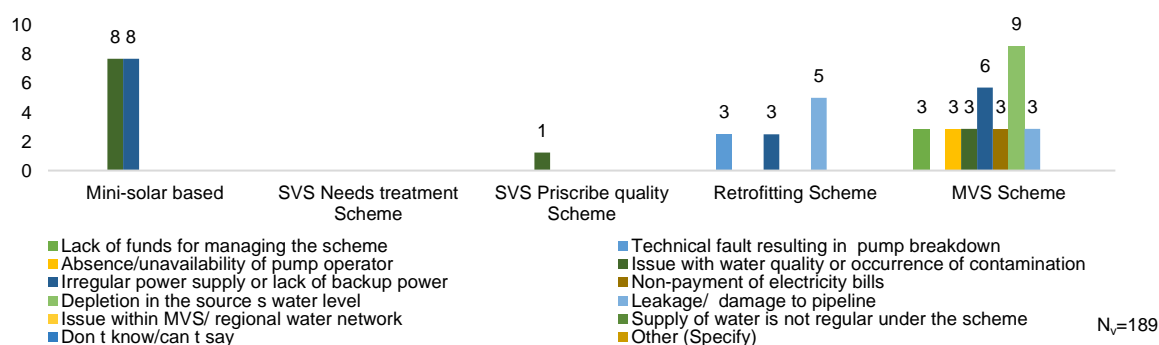 10
8
6
4
2
0
8 8
1
3
3
5
3
3
3
6
3
9
3
Mini-solar based
SVS Needs treatment
Scheme
SVS Priscribe quality
Scheme
Retrofitting Scheme
MVS Scheme
Lack of funds for managing the scheme
Technical fault resulting in pump breakdown
Absence/unavailability of pump operator
Issue with water quality or occurrence of contamination
Irregular power supply or lack of backup power
Non-payment of electricity bills
Depletion in the source s water level
Leakage/ damage to pipeline
Issue within MVS/ regional water network
Supply of water is not regular under the scheme
Don t know/can t say
Other (Specify)
Nv=189